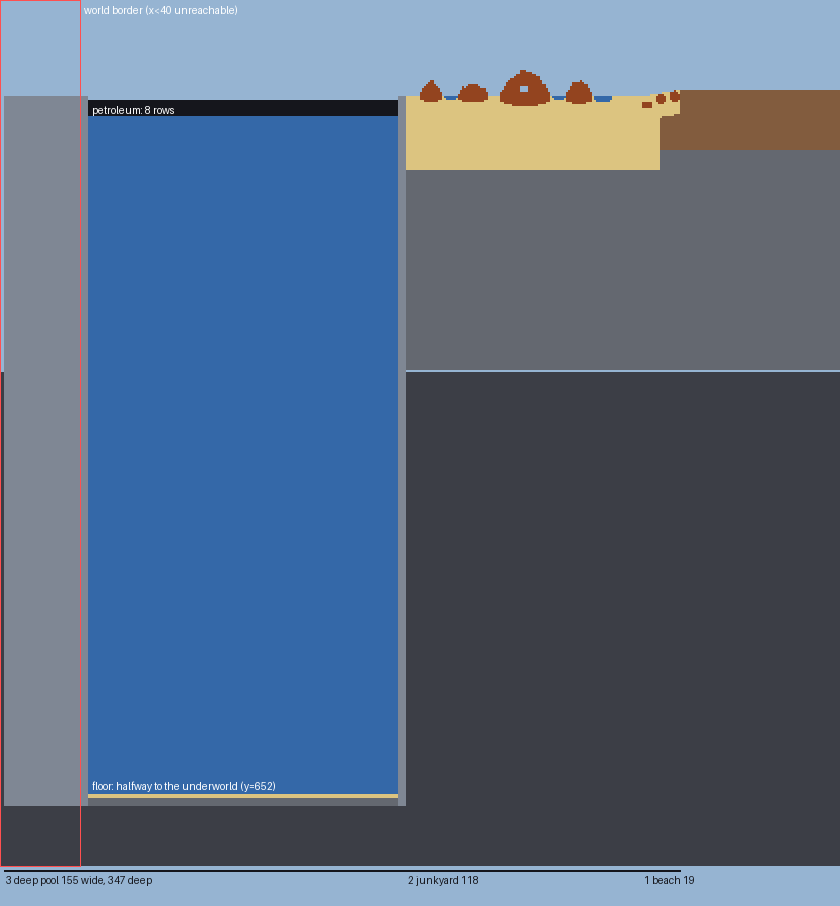 world border (x<40 unreachable)
petroleum: 8 rows
floor: halfway to the underworld (y=652)
3 deep pool 155 wide, 347 deep
2 junkyard 118
1 beach 19